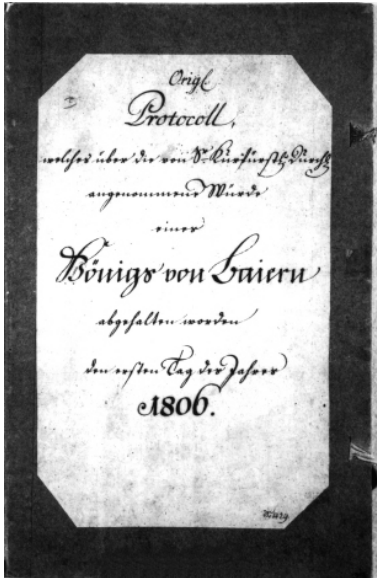 Origl.
Protocoll,
welches über die von Sr. Kurfürstl. Durchl.
angenommene Würde
eines
Königs von Baiern
abgehalten worden
den ersten Tag des Jahres
1806.